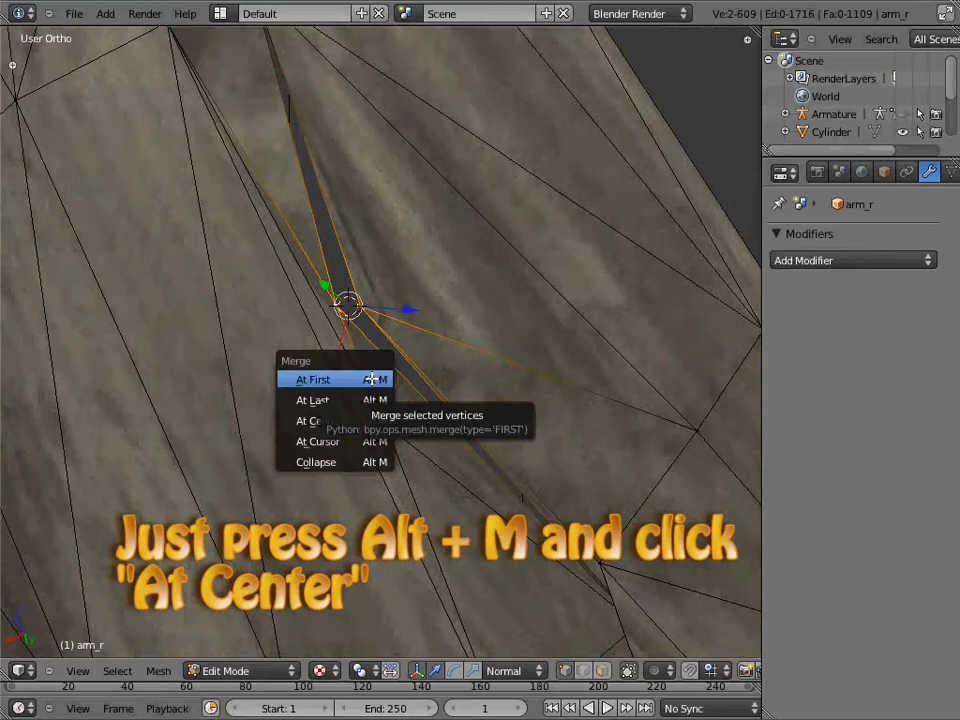 File Add Render Help Default Scene Blender Render Ve:2-609 | Ed:0-1716 | Fa:0-1109 | arm_r
User Ortho
View Search All Scenes
Scene
RenderLayers
World
Armature
Cylinder
arm_r
Modifiers
Add Modifier
Merge
At First Alt M
At Last Alt M
Merge selected vertices
Python: bpy.ops.mesh.merge(type='FIRST')
At Cursor Alt M
Collapse Alt M
Just press Alt + M and click
"At Center"
(1) arm_r
View Select Mesh Edit Mode Normal
20 40 60 80 100 120 140 160 180 200 220 240
View Frame Playback Start: 1 End: 250 1 No Sync